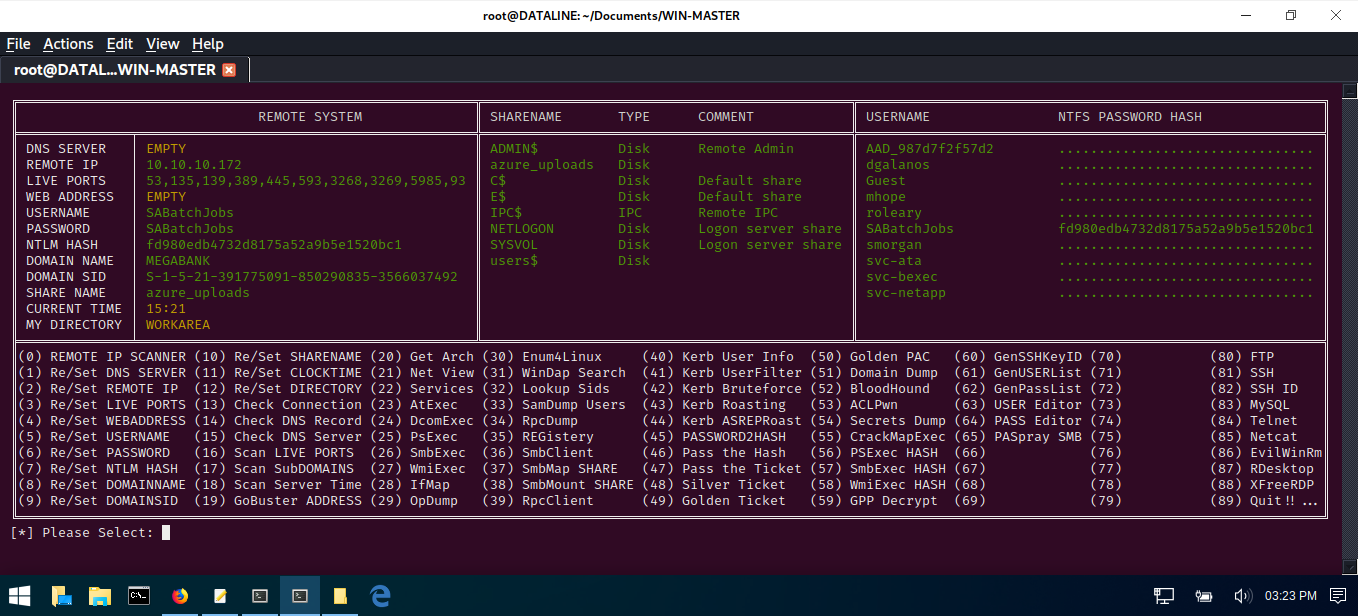 root@DATALINE: ~/Documents/WIN-MASTER
File Actions Edit View Help
root@DATAL...WIN-MASTER
REMOTE SYSTEM SHARENAME TYPE COMMENT USERNAME NTFS PASSWORD HASH
DNS SERVER EMPTY ADMIN$ Disk Remote Admin AAD_987d7f2f57d2 ................................
REMOTE IP 10.10.10.172 azure_uploads Disk dgalanos ................................
LIVE PORTS 53,135,139,389,445,593,3268,3269,5985,93 C$ Disk Default share Guest ................................
WEB ADDRESS EMPTY E$ Disk Default share mhope ................................
USERNAME SABatchJobs IPC$ IPC Remote IPC roleary ................................
PASSWORD SABatchJobs NETLOGON Disk Logon server share SABatchJobs fd980edb4732d8175a52a9b5e1520bc1
NTLM HASH fd980edb4732d8175a52a9b5e1520bc1 SYSVOL Disk Logon server share smorgan ................................
DOMAIN NAME MEGABANK users$ Disk svc-ata ................................
DOMAIN SID S-1-5-21-391775091-850290835-3566037492 svc-bexec ................................
SHARE NAME azure_uploads svc-netapp ................................
CURRENT TIME 15:21
MY DIRECTORY WORKAREA
(0) REMOTE IP SCANNER (10) Re/Set SHARENAME (20) Get Arch (30) Enum4Linux (40) Kerb User Info (50) Golden PAC (60) GenSSHKeyID (70) (80) FTP
(1) Re/Set DNS SERVER (11) Re/Set CLOCKTIME (21) Net View (31) WinDap Search (41) Kerb UserFilter (51) Domain Dump (61) GenUSERList (71) (81) SSH
(2) Re/Set REMOTE IP (12) Re/Set DIRECTORY (22) Services (32) Lookup Sids (42) Kerb Bruteforce (52) BloodHound (62) GenPassList (72) (82) SSH ID
(3) Re/Set LIVE PORTS (13) Check Connection (23) AtExec (33) SamDump Users (43) Kerb Roasting (53) ACLPwn (63) USER Editor (73) (83) MySQL
(4) Re/Set WEBADDRESS (14) Check DNS Record (24) DcomExec (34) RpcDump (44) Kerb ASREPRoast (54) Secrets Dump (64) PASS Editor (74) (84) Telnet
(5) Re/Set USERNAME (15) Check DNS Server (25) PsExec (35) REGistery (45) PASSWORD2HASH (55) CrackMapExec (65) PASpray SMB (75) (85) Netcat
(6) Re/Set PASSWORD (16) Scan LIVE PORTS (26) SmbExec (36) SmbClient (46) Pass the Hash (56) PSExec HASH (66) (76) (86) EvilWinRm
(7) Re/Set NTLM HASH (17) Scan SubDOMAINS (27) WmiExec (37) SmbMap SHARE (47) Pass the Ticket (57) SmbExec HASH (67) (77) (87) RDesktop
(8) Re/Set DOMAINNAME (18) Scan Server Time (28) IfMap (38) SmbMount SHARE (48) Silver Ticket (58) WmiExec HASH (68) (78) (88) XFreeRDP
(9) Re/Set DOMAINSID (19) GoBuster ADDRESS (29) OpDump (39) RpcClient (49) Golden Ticket (59) GPP Decrypt (69) (79) (89) Quit!! ...
[*] Please Select:
03:23 PM